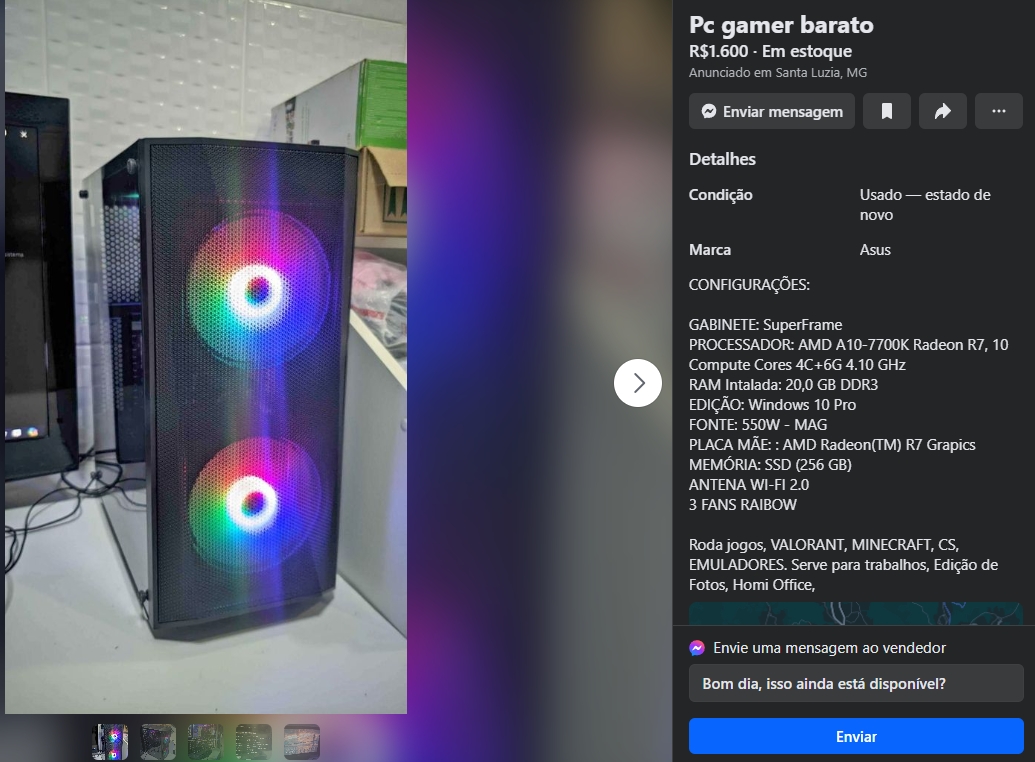 Pc gamer barato
R$1.600 · Em estoque
Anunciado em Santa Luzia, MG
Enviar mensagem
Detalhes
Condição
Usado — estado de
novo
Marca
Asus
CONFIGURAÇÕES:
GABINETE: SuperFrame
PROCESSADOR: AMD A10-7700K Radeon R7, 10
Compute Cores 4C+6G 4.10 GHz
RAM Intalada: 20,0 GB DDR3
EDIÇÃO: Windows 10 Pro
FONTE: 550W - MAG
PLACA MÃE: : AMD Radeon(TM) R7 Grapics
MEMÓRIA: SSD (256 GB)
ANTENA WI-FI 2.0
3 FANS RAIBOW
Roda jogos, VALORANT, MINECRAFT, CS,
EMULADORES. Serve para trabalhos, Edição de
Fotos, Homi Office,
Envie uma mensagem ao vendedor
Bom dia, isso ainda está disponível?
Enviar